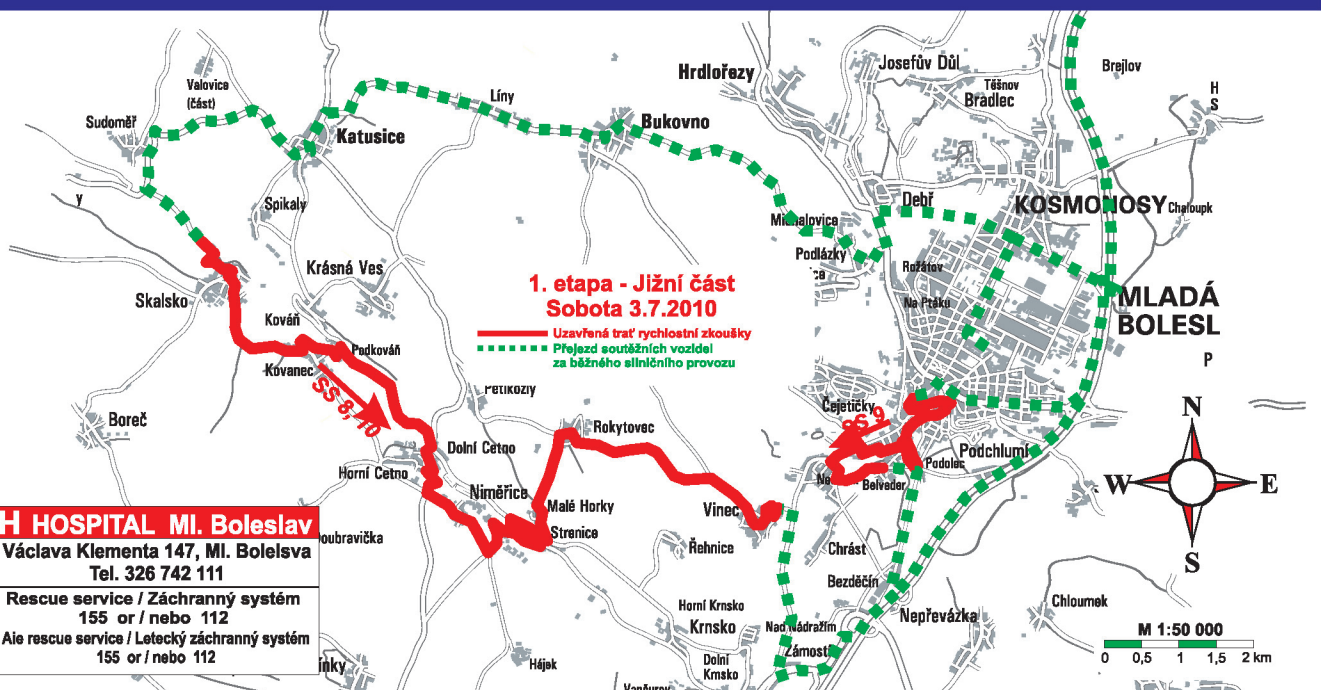 Valovice
(část)
Sudoměř
Katusice
Líny
Bukovno
Hrdlořezy
Josefův Důl
Těšnov
Bradlec
Brejlov
H
S
y
Spikaly
Krásná Ves
Michalovice
Podlázky
ce
Debř
KOSMONOSY
Chaloupk
Rožátov
Na Ptáku
MLADÁ
BOLESL
P
1. etapa - Jižní část
Sobota 3.7.2010
Uzavřená trať rychlostní zkoušky
Přejezd soutěžních vozidel
za běžného silničního provozu
Skalsko
Kováň
Podkováň
Kovanec
SS 8, 10
Boreč
Dolní Cetno
Horní Cetno
Niměřice
Rokytovec
Malé Horky
Strenice
Vinec
Řehnice
Čejetičky
SS 9
Ne
Belveder
Podolec
Podchlumí
Chrást
Bezděčín
Nepřevázka
Chloumek
Horní Krnsko
Krnsko
Nad Nádražím
Zámostí
Dolní
Krnsko
Hájek
oubravička
ínky
N
W
E
S
M 1:50 000
0 0,5 1 1,5 2 km
H HOSPITAL Ml. Boleslav
Václava Klementa 147, Ml. Bolelsva
Tel. 326 742 111
Rescue service / Záchranný systém
155 or / nebo 112
Aie rescue service / Letecký záchranný systém
155 or / nebo 112